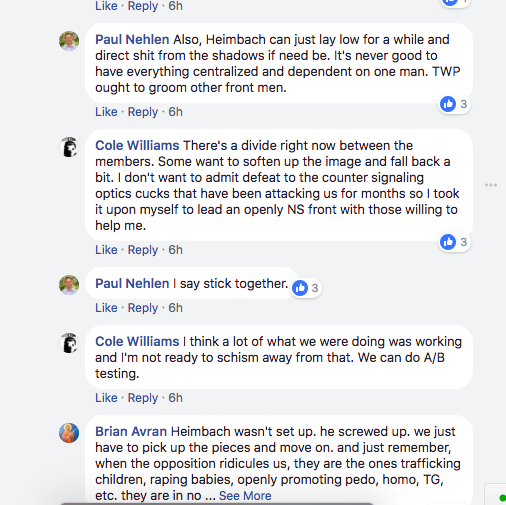 Like · Reply · 6h
4
Paul Nehlen Also, Heimbach can just lay low for a while and
direct shit from the shadows if need be. It's never good to
have everything centralized and dependent on one man. TWP
ought to groom other front men.
3
Like · Reply · 6h
Cole Williams There's a divide right now between the
members. Some want to soften up the image and fall back a
bit. I don't want to admit defeat to the counter signaling
optics cucks that have been attacking us for months so I took
it upon myself to lead an openly NS front with those willing to
help me.
3
Like · Reply · 6h
Paul Nehlen I say stick together.
3
Like · Reply · 6h
Cole Williams I think a lot of what we were doing was working
and I'm not ready to schism away from that. We can do A/B
testing.
Like · Reply · 6h
Brian Avran Heimbach wasn't set up. he screwed up. we just
have to pick up the pieces and move on. and just remember,
when the opposition ridicules us, they are the ones trafficking
children, raping babies, openly promoting pedo, homo, TG,
etc. they are in no ... See More